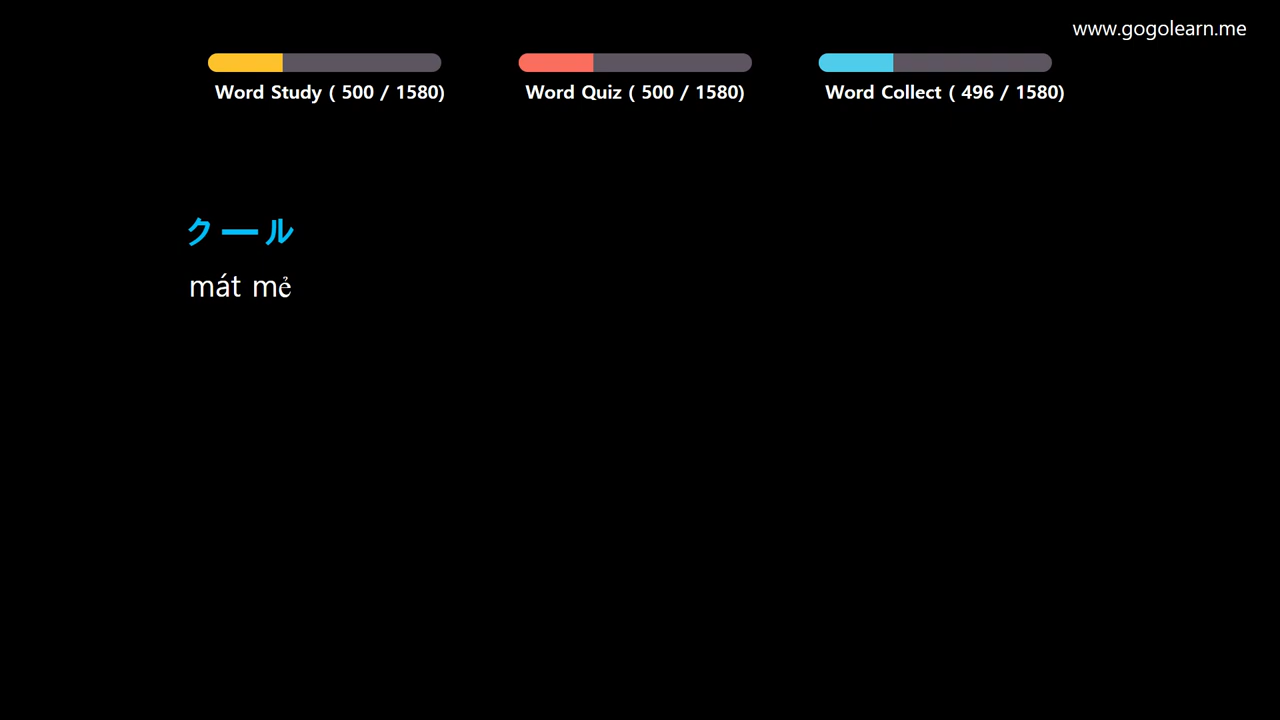 www.gogolearn.me
Word Study ( 500 / 1580)
Word Quiz ( 500 / 1580)
Word Collect ( 496 / 1580)
クール
mát mẻ